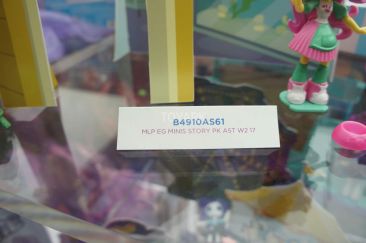 B4910AS61
MLP EG MINIS STORY PK AST W2 17